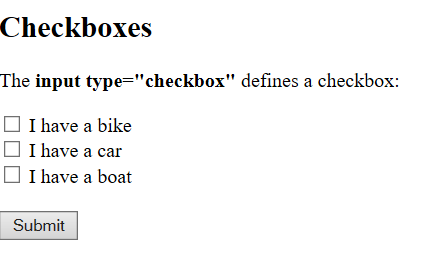 Checkboxes
The input type="checkbox" defines a checkbox:
I have a bike
I have a car
I have a boat
Submit